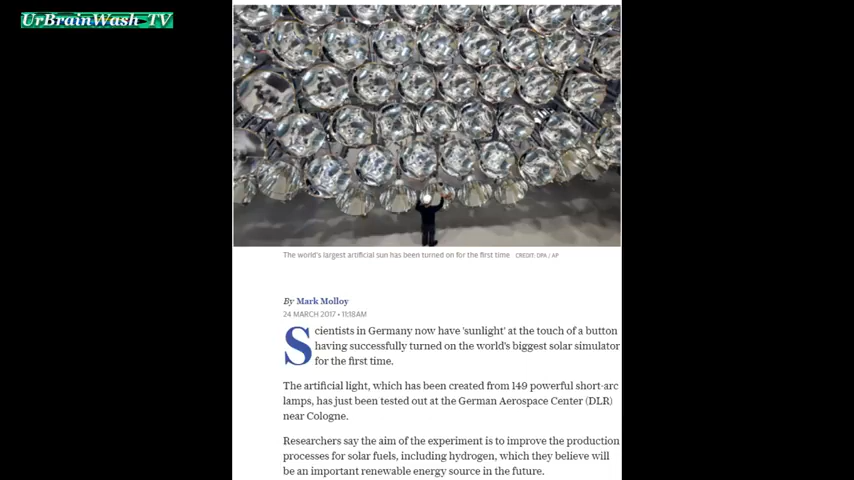 UrBrainWash TV
The world's largest artificial sun has been turned on for the first time CREDIT: DPA / AP
By Mark Molloy
24 MARCH 2017 • 11:18AM
Scientists in Germany now have 'sunlight' at the touch of a button
having successfully turned on the world's biggest solar simulator
for the first time.
The artificial light, which has been created from 149 powerful short-arc
lamps, has just been tested out at the German Aerospace Center (DLR)
near Cologne.
Researchers say the aim of the experiment is to improve the production
processes for solar fuels, including hydrogen, which they believe will
be an important renewable energy source in the future.